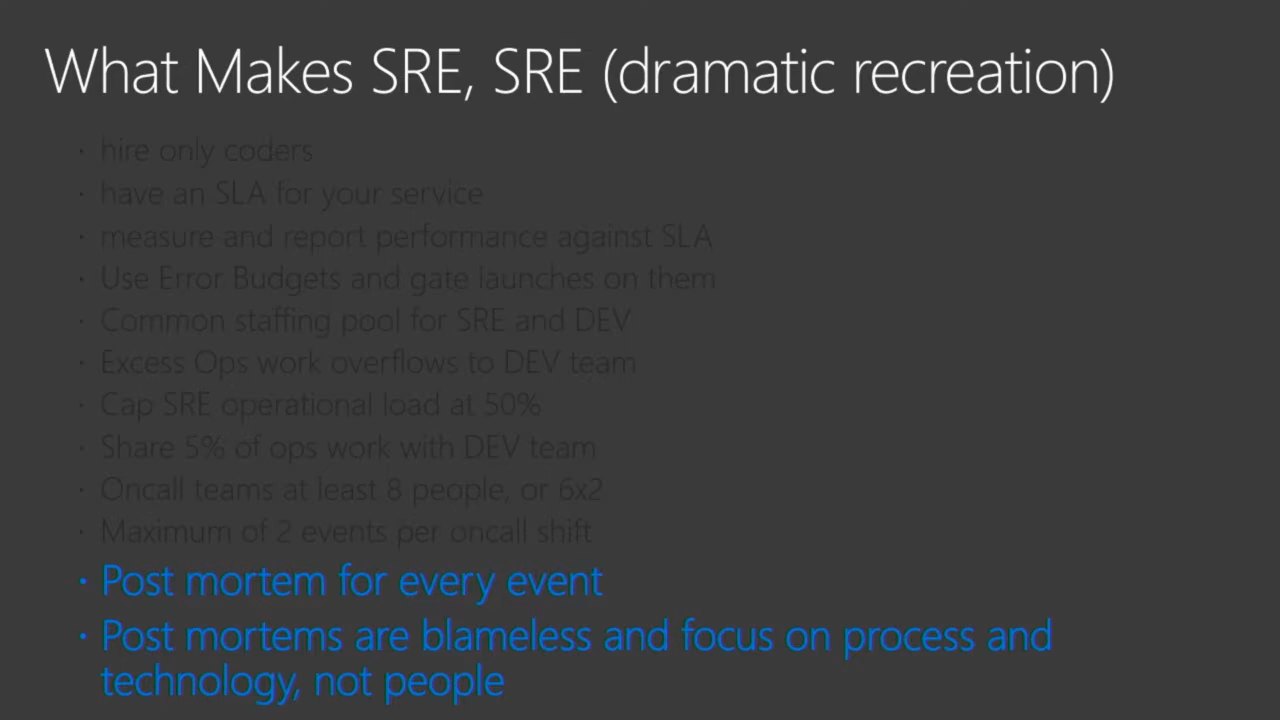 What Makes SRE, SRE (dramatic recreation)
· hire only coders
· have an SLA for your service
· measure and report performance against SLA
· Use Error Budgets and gate launches on them
· Common staffing pool for SRE and DEV
· Excess Ops work overflows to DEV team
· Cap SRE operational load at 50%
· Share 5% of ops work with DEV team
· Oncall teams at least 8 people, or 6x2
· Maximum of 2 events per oncall shift
· Post mortem for every event
· Post mortems are blameless and focus on process and
technology, not people